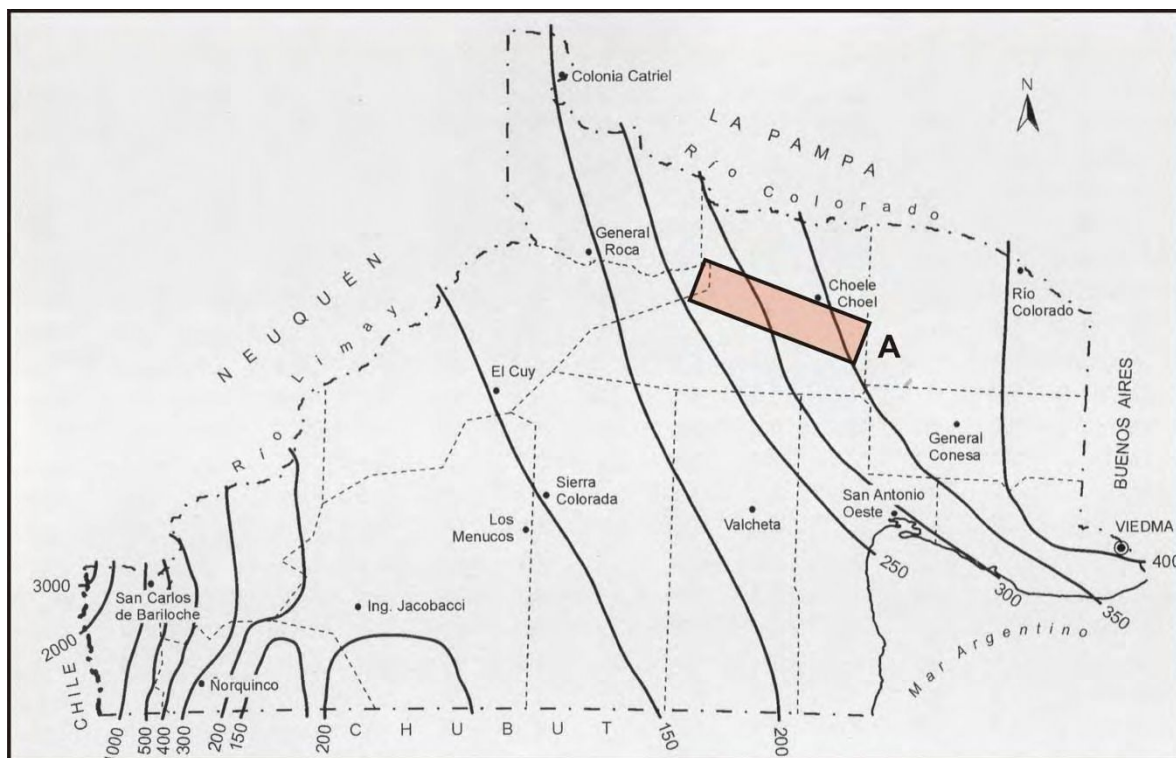 Colonia Catriel
N
LA PAMPA
Río Colorado
General
Roca
NEUQUÉN
Río Limay
Choele
Choel
Río
Colorado
A
BUENOS AIRES
El Cuy
General
Conesa
Sierra
Colorada
San Antonio
Oeste
Los
Menucos
Valcheta
VIEDMA
400
250
300
350
3000
San Carlos
de Bariloche
Ing. Jacobacci
2000
Mar Argentino
CHILE
Ñorquinco
CHUBUT
1000
500
400
300
200
150
200
150
200